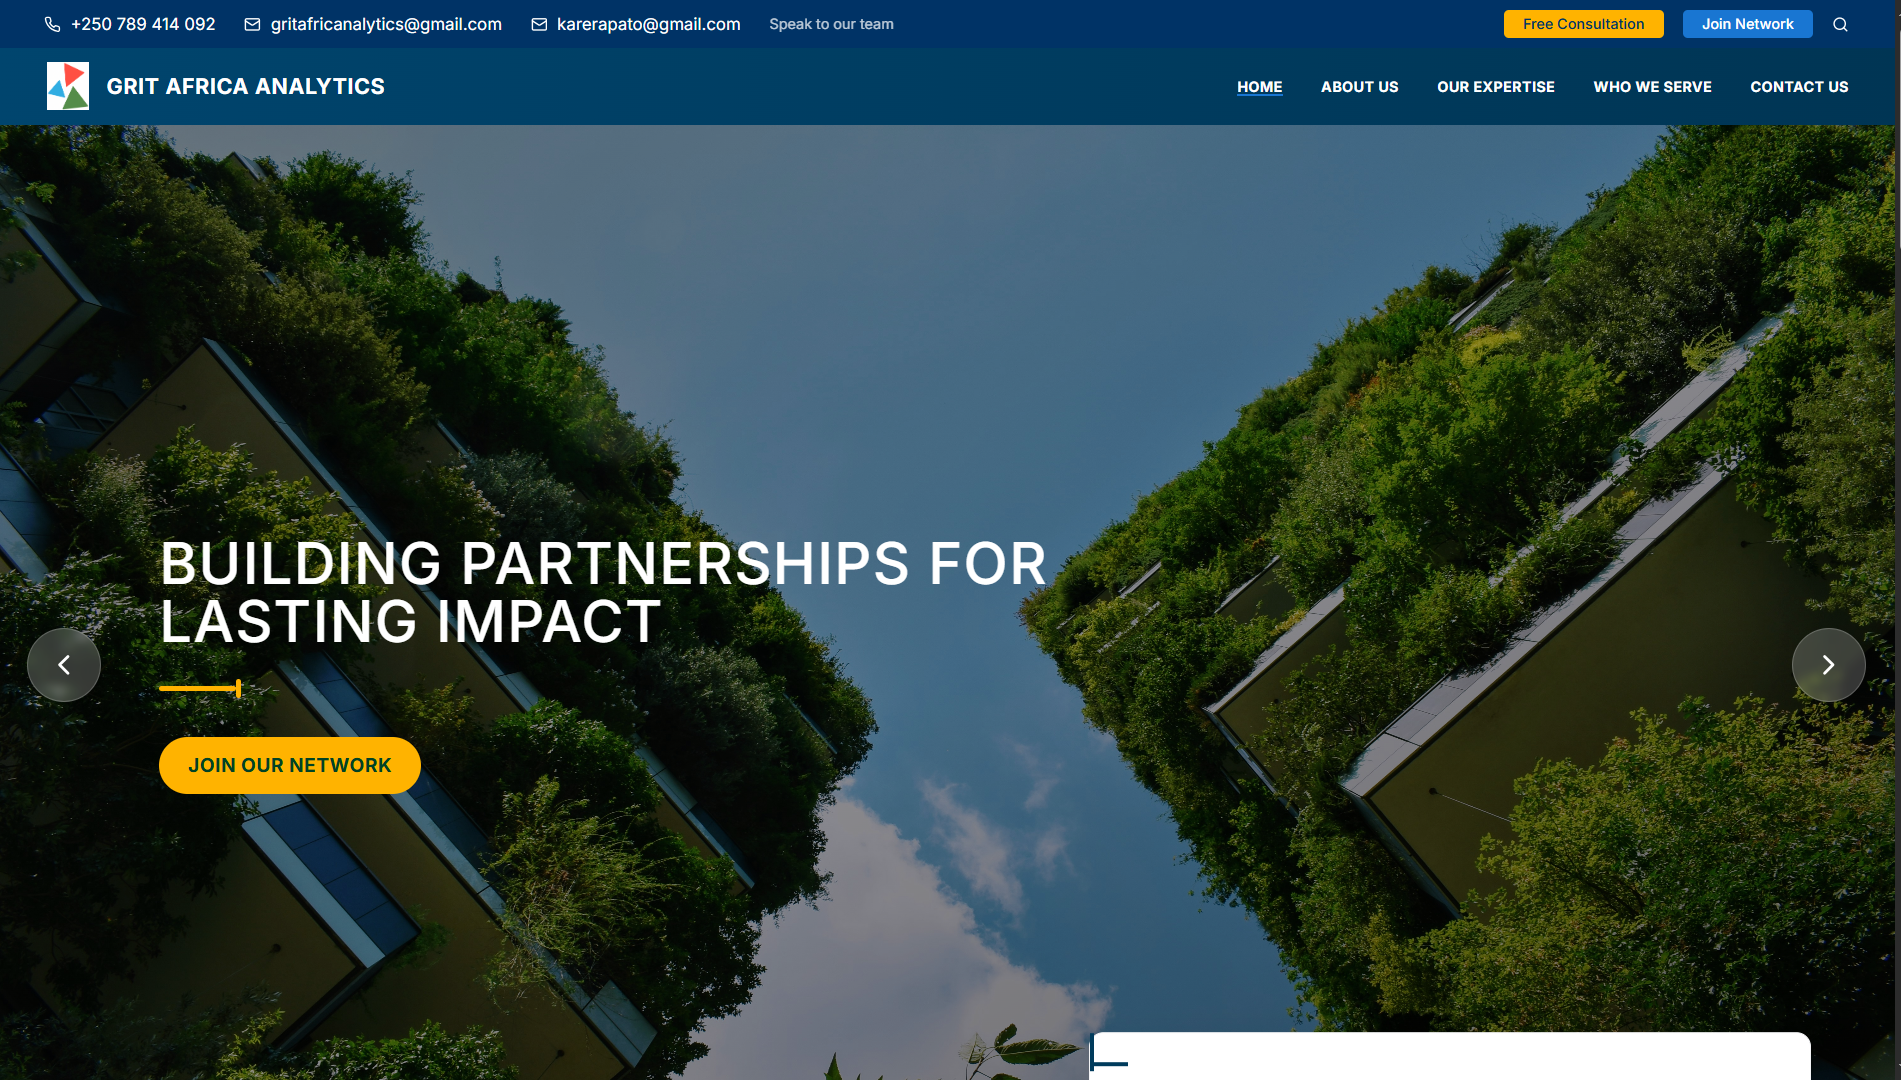 +250 789 414 092 gritafricanalytics@gmail.com karerapato@gmail.com Speak to our team Free Consultation Join Network
GRIT AFRICA ANALYTICS HOME ABOUT US OUR EXPERTISE WHO WE SERVE CONTACT US
BUILDING PARTNERSHIPS FOR
LASTING IMPACT
JOIN OUR NETWORK